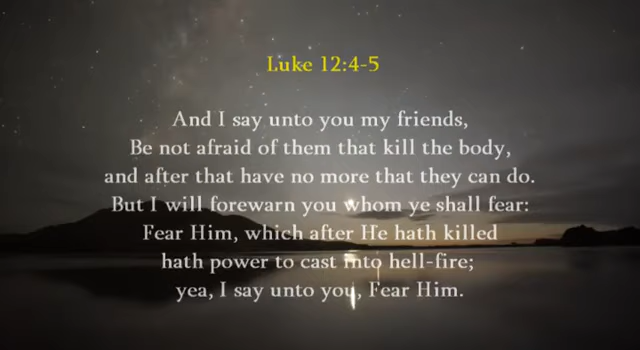 Luke 12:4-5
And I say unto you my friends,
Be not afraid of them that kill the body,
and after that have no more that they can do.
But I will forewarn you whom ye shall fear:
Fear Him, which after He hath killed
hath power to cast into hell-fire;
yea, I say unto you, Fear Him.